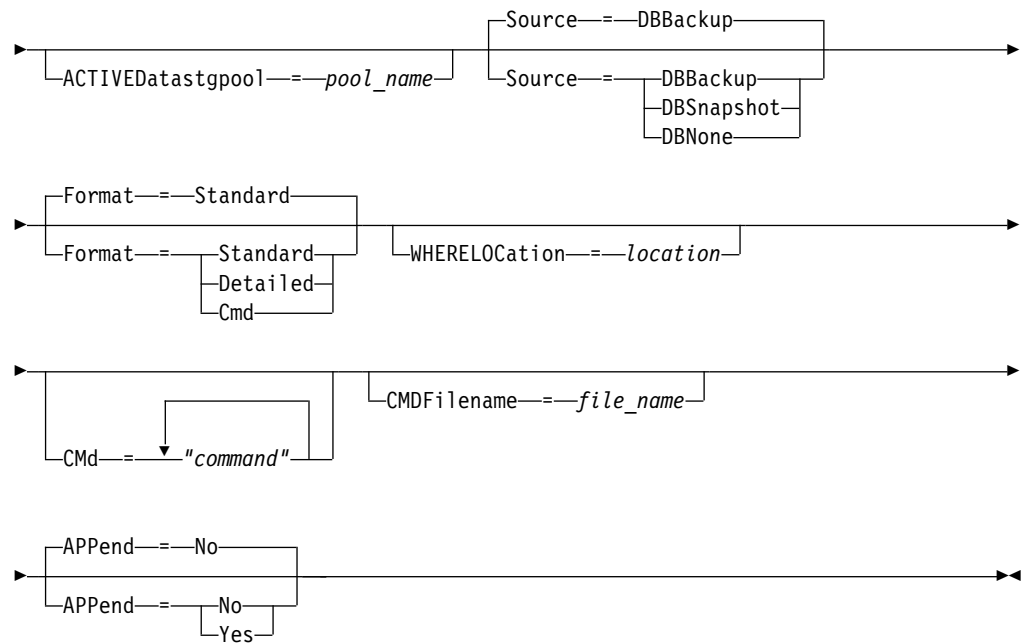 Source = DBBackup
ACTIVEDatastgpool = pool_name Source = DBBackup
DBSnapshot
DBNone
Format = Standard
Format = Standard WHERELOCation = location
Detailed
Cmd
CMDFilename = file_name
CMd = "command"
APPend = No
APPend = No
Yes